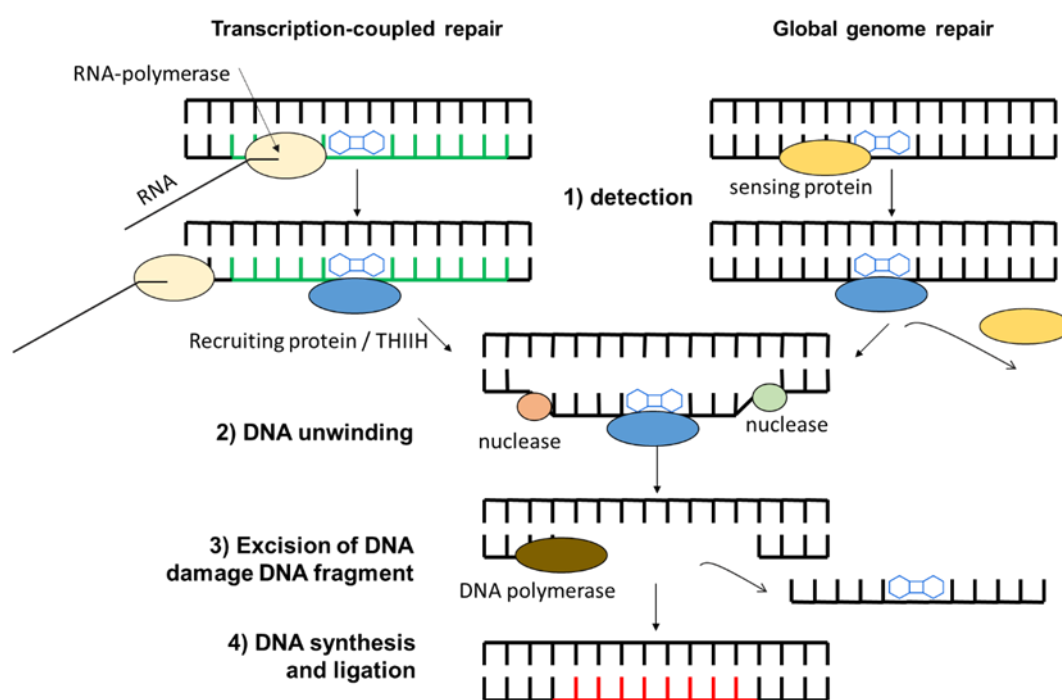 Transcription-coupled repair
Global genome repair
RNA-polymerase
RNA
sensing protein
1) detection
Recruiting protein / THIIH
2) DNA unwinding
nuclease
nuclease
3) Excision of DNA
damage DNA fragment
DNA polymerase
4) DNA synthesis
and ligation